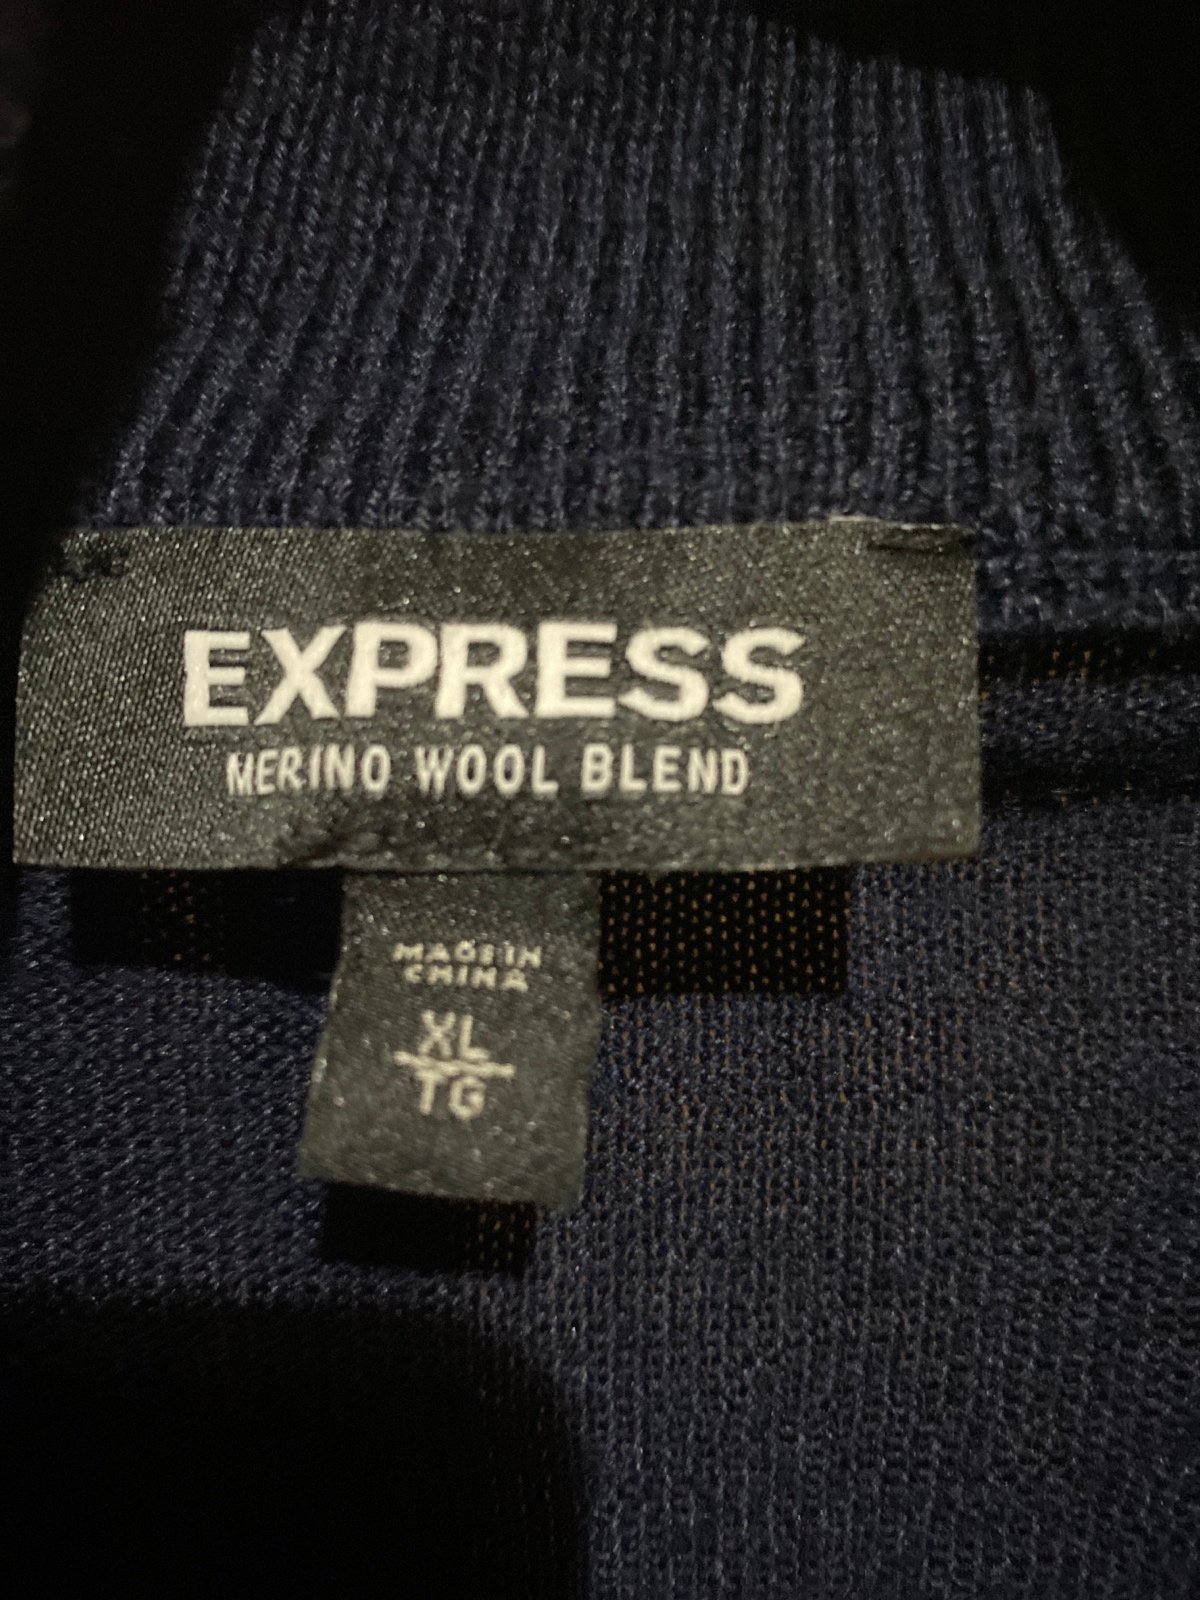 EXPRESS
MERINO WOOL BLEND
MADE IN
CHINA
XL
TG